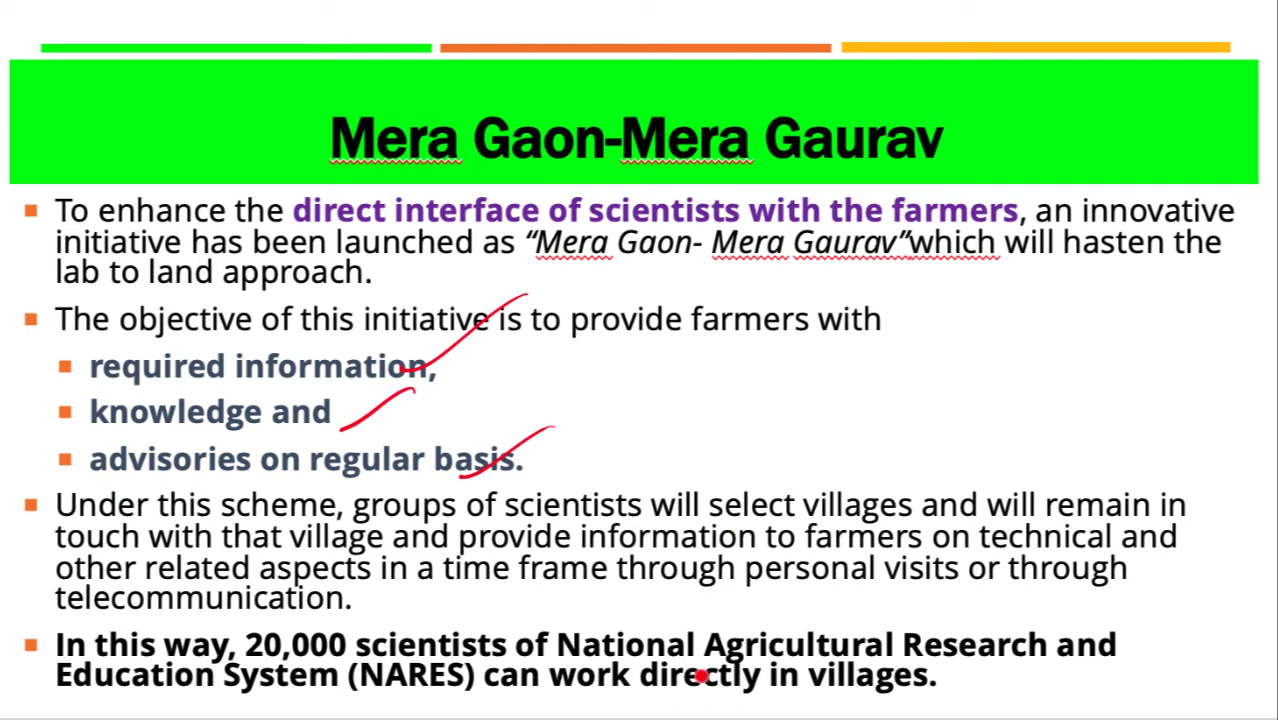 Mera Gaon-Mera Gaurav
To enhance the direct interface of scientists with the farmers, an innovative
initiative has been launched as “Mera Gaon- Mera Gaurav”which will hasten the
lab to land approach.
The objective of this initiative is to provide farmers with
required information,
knowledge and
advisories on regular basis.
Under this scheme, groups of scientists will select villages and will remain in
touch with that village and provide information to farmers on technical and
other related aspects in a time frame through personal visits or through
telecommunication.
In this way, 20,000 scientists of National Agricultural Research and
Education System (NARES) can work directly in villages.